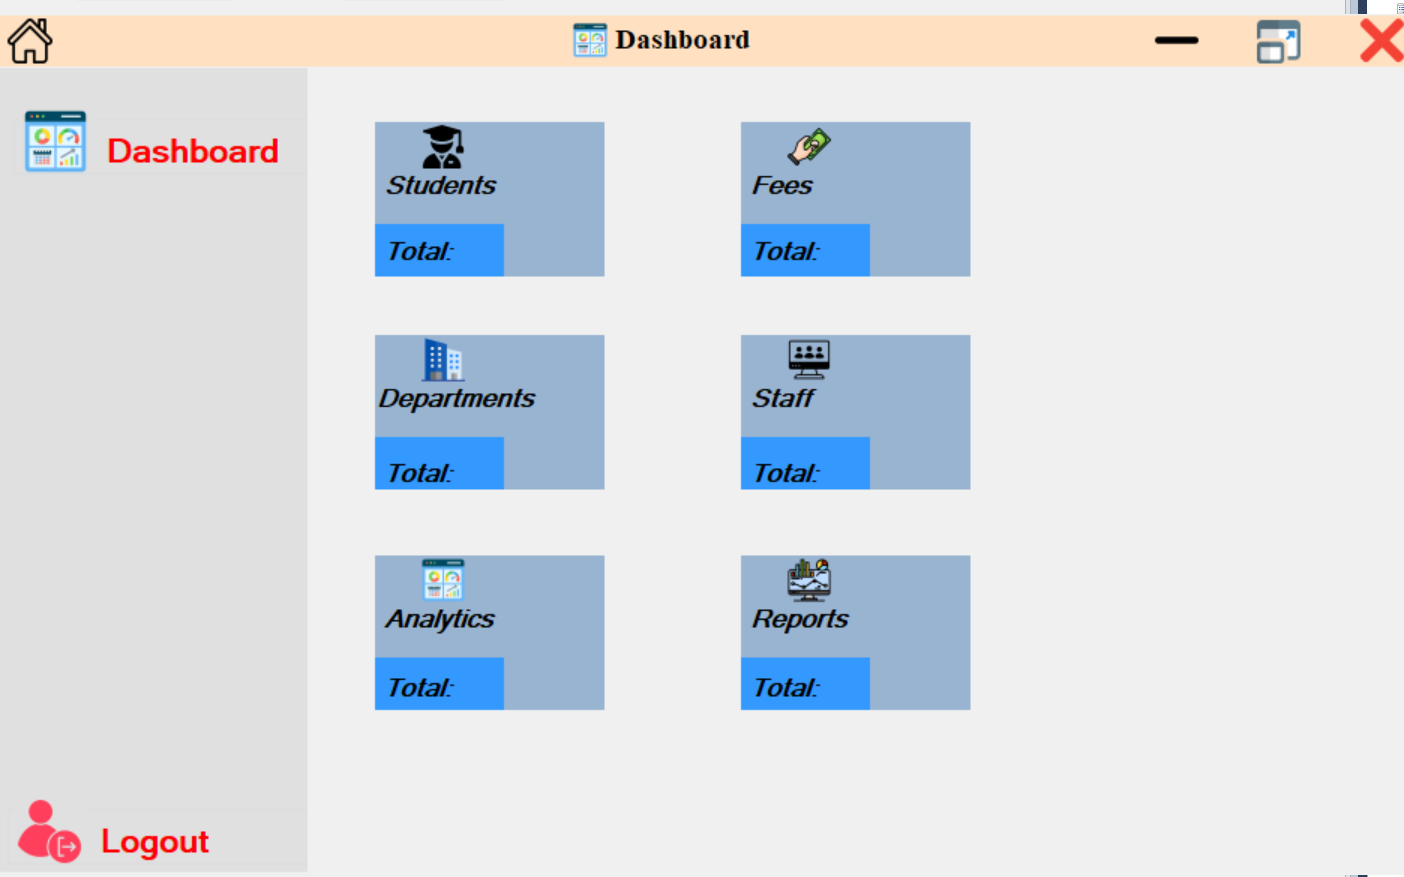 Dashboard
Dashboard
Students
Total:
Fees
Total:
Departments
Total:
Staff
Total:
Analytics
Total:
Reports
Total:
Logout